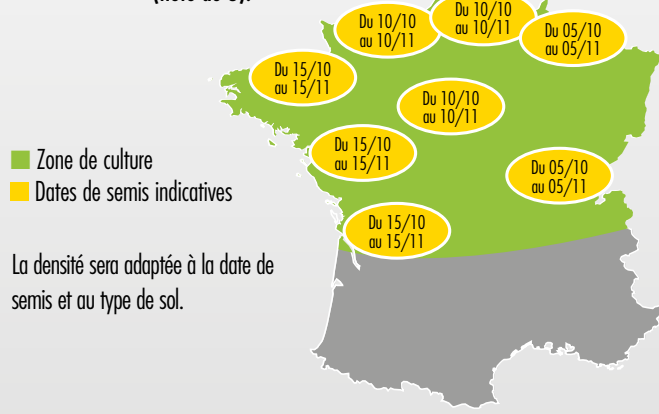 Du 10/10
au 10/11
Du 10/10
au 10/11
Du 05/10
au 05/11
Du 15/10
au 15/11
Du 10/10
au 10/11
Du 15/10
au 15/11
Du 05/10
au 05/11
Du 15/10
au 15/11
Zone de culture
Dates de semis indicatives
La densité sera adaptée à la date de
semis et au type de sol.